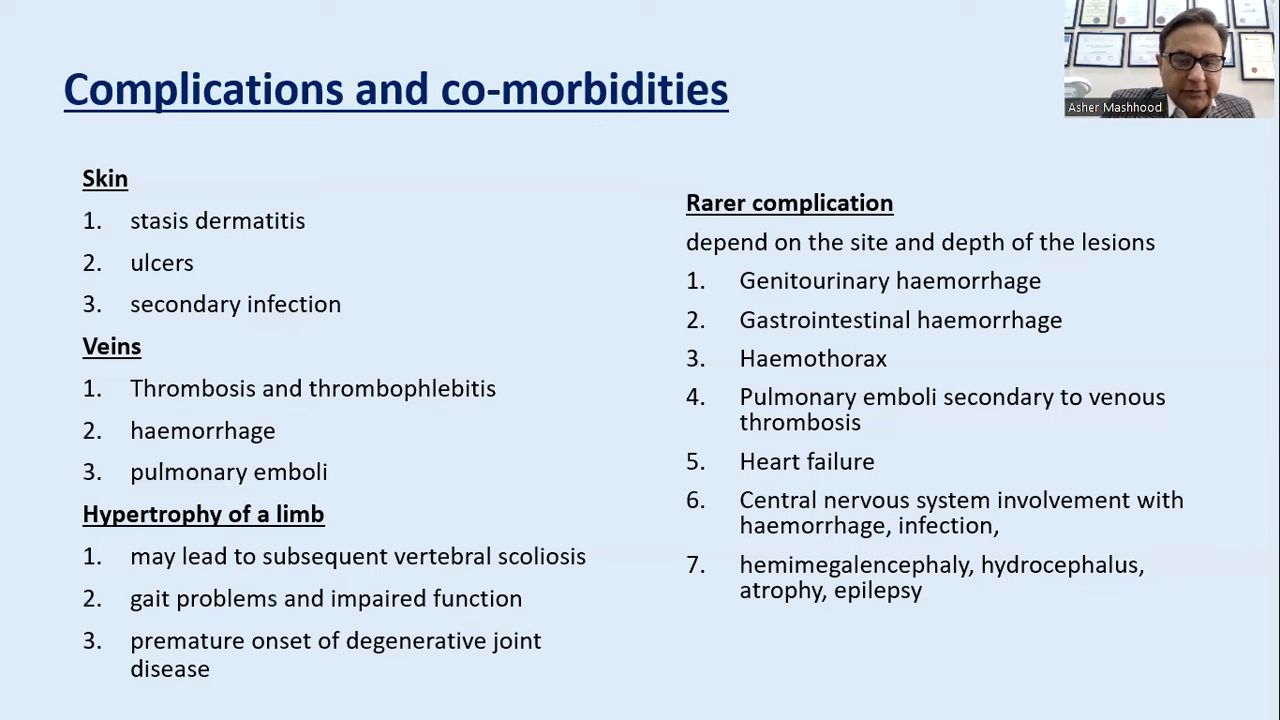 Complications and co-morbidities
Asher Mashhood
Skin
1. stasis dermatitis
2. ulcers
3. secondary infection
Veins
1. Thrombosis and thrombophlebitis
2. haemorrhage
3. pulmonary emboli
Hypertrophy of a limb
1. may lead to subsequent vertebral scoliosis
2. gait problems and impaired function
3. premature onset of degenerative joint
disease
Rarer complication
depend on the site and depth of the lesions
1. Genitourinary haemorrhage
2. Gastrointestinal haemorrhage
3. Haemothorax
4. Pulmonary emboli secondary to venous
thrombosis
5. Heart failure
6. Central nervous system involvement with
haemorrhage, infection,
7. hemimegalencephaly, hydrocephalus,
atrophy, epilepsy